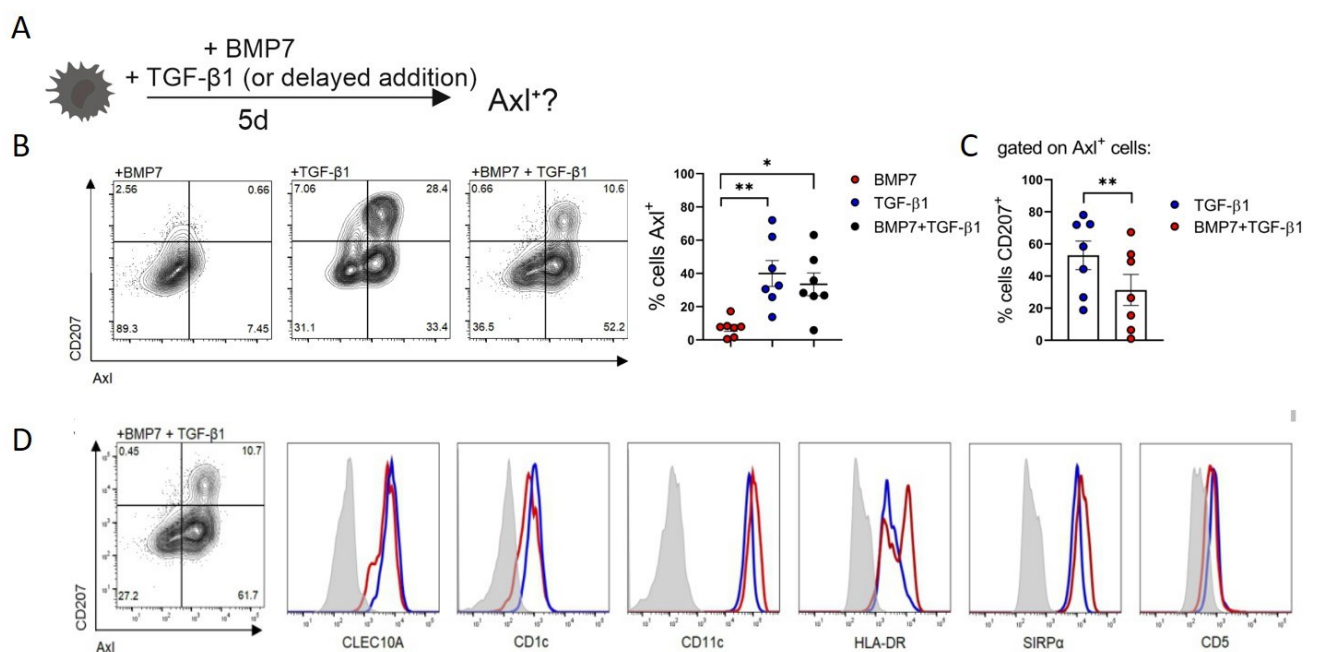 A
+ BMP7
+ TGF-β1 (or delayed addition)
5d
Axl⁺?
B
+BMP7
2.56 0.66
89.3 7.45
+TGF-β1
7.06 28.4
31.1 33.4
+BMP7 + TGF-β1
0.66 10.6
36.5 52.2
CD207
Axl
% cells Axl⁺
100
80
60
40
20
0
*
**
BMP7
TGF-β1
BMP7+TGF-β1
C
gated on Axl⁺ cells:
% cells CD207⁺
100
80
60
40
20
0
**
TGF-β1
BMP7+TGF-β1
D
+BMP7 + TGF-β1
0.45 10.7
27.2 61.7
CD207
Axl
CLEC10A
CD1c
CD11c
HLA-DR
SIRPα
CD5